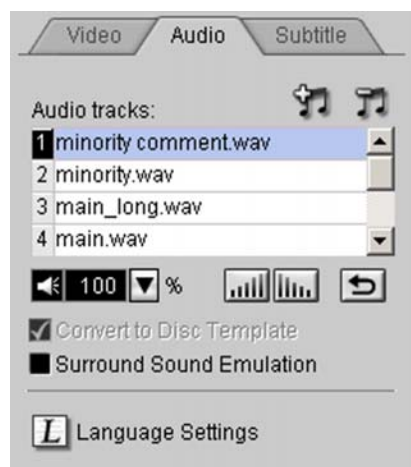 Video Audio Subtitle
Audio tracks:
1 minority comment.wav
2 minority.wav
3 main_long.wav
4 main.wav
100 %
Convert to Disc Template
Surround Sound Emulation
L Language Settings